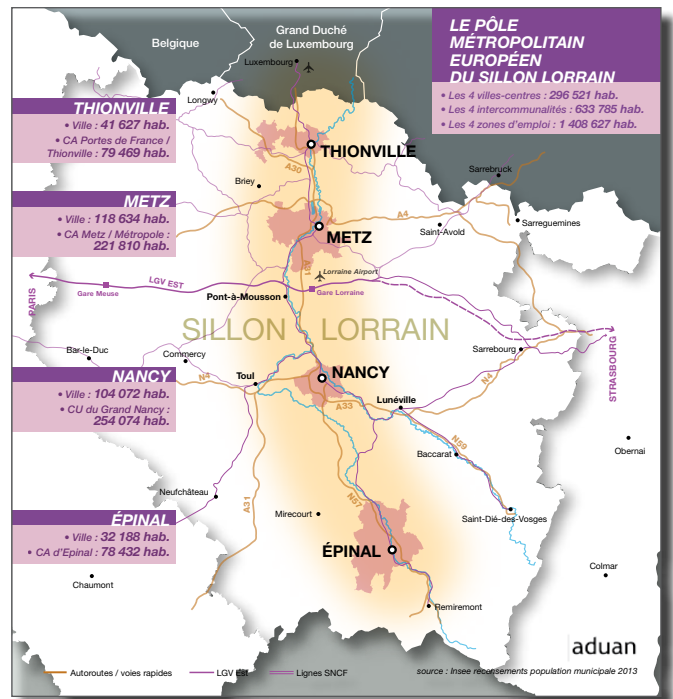 Belgique
Grand Duché
de Luxembourg
Luxembourg
LE PÔLE
MÉTROPOLITAIN
EUROPÉEN
DU SILLON LORRAIN
• Les 4 villes-centres : 296 521 hab.
• Les 4 intercommunalités : 633 785 hab.
• Les 4 zones d'emploi : 1 408 627 hab.
Longwy
THIONVILLE
• Ville : 41 627 hab.
• CA Portes de France /
Thionville : 79 469 hab.
THIONVILLE
A30
Briey
Sarrebruck
METZ
• Ville : 118 634 hab.
• CA Metz / Métropole :
221 810 hab.
METZ
A4
Saint-Avold
Sarreguemines
A31
Lorraine Airport
PARIS
LGV EST
Gare Meuse
Gare Lorraine
Pont-à-Mousson
SILLON LORRAIN
STRASBOURG
Bar-le-Duc
Commercy
Sarrebourg
NANCY
• Ville : 104 072 hab.
• CU du Grand Nancy :
254 074 hab.
N4
Toul
NANCY
A33
Lunéville
N4
N59
Baccarat
Obernai
Neufchâteau
A31
Mirecourt
N57
Saint-Dié-des-Vosges
ÉPINAL
• Ville : 32 188 hab.
• CA d'Epinal : 78 432 hab.
ÉPINAL
Chaumont
Colmar
Remiremont
aduan
Autoroutes / voies rapides
LGV Est
Lignes SNCF
source : Insee recensements population municipale 2013